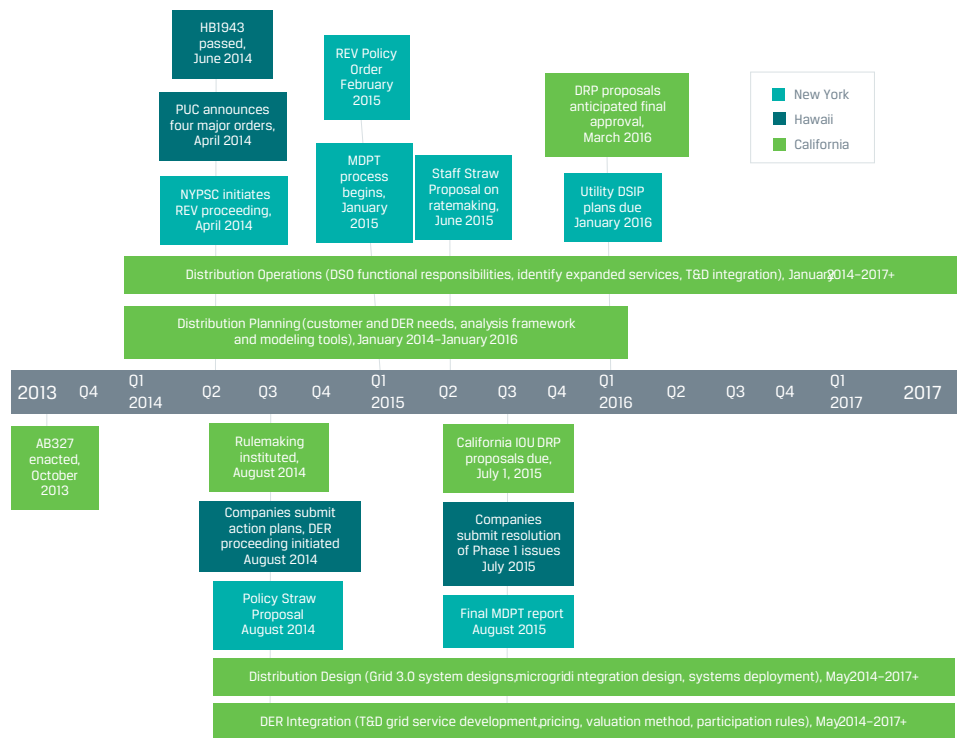 HB1943
passed,
June 2014
PUC announces
four major orders,
April 2014
NYPSC initiates
REV proceeding,
April 2014
REV Policy
Order
February
2015
MDPT
process
begins,
January
2015
Staff Straw
Proposal on
ratemaking,
June 2015
DRP proposals
anticipated final
approval,
March 2016
Utility DSIP
plans due
January 2016
New York
Hawaii
California
Distribution Operations (DSO functional responsibilities, identify expanded services, T&D integration), January 2014–2017+
Distribution Planning (customer and DER needs, analysis framework
and modeling tools), January 2014–January 2016
2013 Q4 Q1 2014 Q2 Q3 Q4 Q1 2015 Q2 Q3 Q4 Q1 2016 Q2 Q3 Q4 Q1 2017 2017
AB327
enacted,
October
2013
Rulemaking
instituted,
August 2014
Companies submit
action plans, DER
proceeding initiated
August 2014
Policy Straw
Proposal
August 2014
California IOU DRP
proposals due,
July 1, 2015
Companies
submit resolution
of Phase 1 issues
July 2015
Final MDPT report
August 2015
Distribution Design (Grid 3.0 system designs,microgridi ntegration design, systems deployment), May2014–2017+
DER Integration (T&D grid service development,pricing, valuation method, participation rules), May2014–2017+